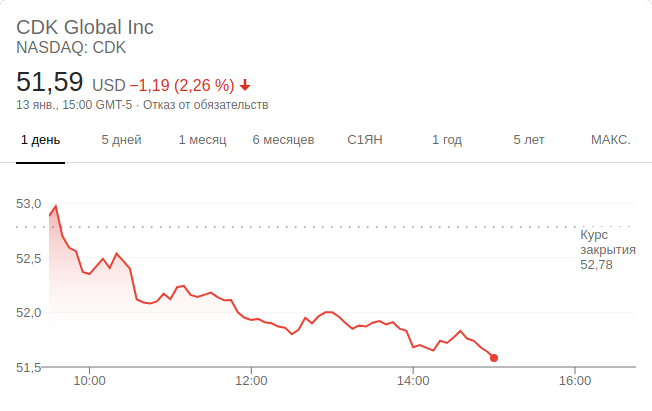 CDK Global Inc
NASDAQ: CDK
51,59 USD −1,19 (2,26 %)
13 янв., 15:00 GMT-5 · Отказ от обязательств
1 день 5 дней 1 месяц 6 месяцев С1ЯН 1 год 5 лет МАКС.
53,0
Курс
закрытия
52,5
52,78
52,0
51,5
10:00 12:00 14:00 16:00